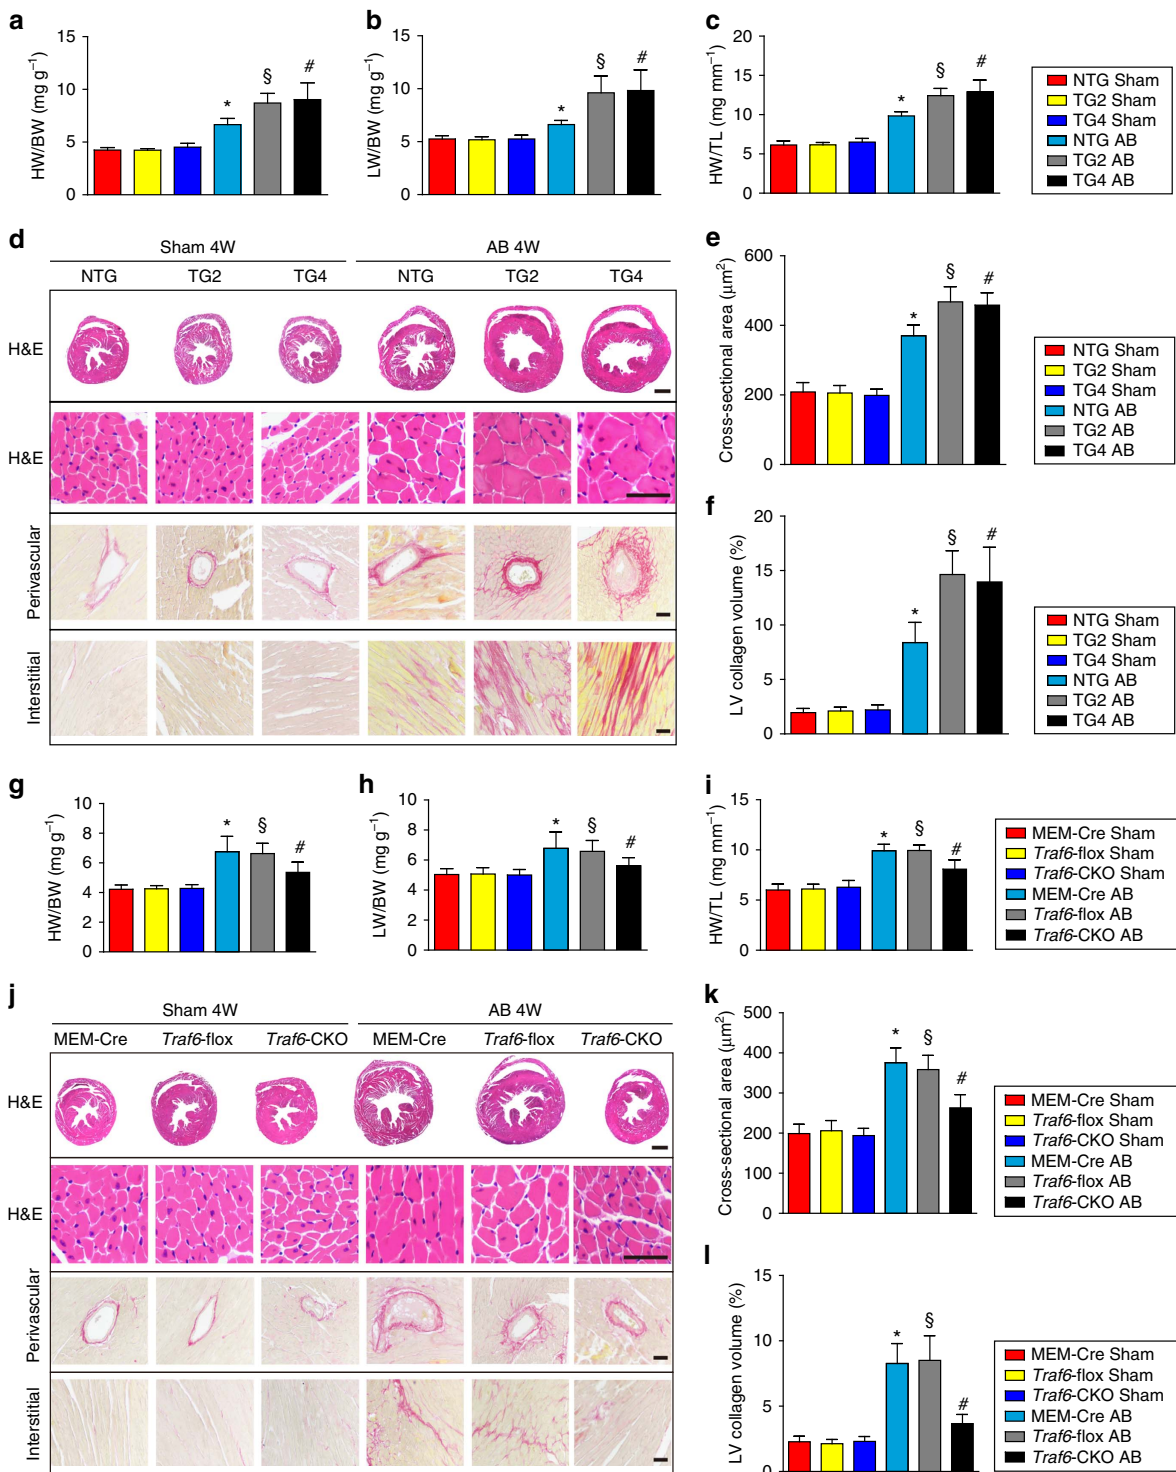 a
HW/BW (mg g⁻¹)
15
10
5
0
*
§
#
b
LW/BW (mg g⁻¹)
15
10
5
0
*
§
#
c
HW/TL (mg mm⁻¹)
20
15
10
5
0
*
§
#
NTG Sham
TG2 Sham
TG4 Sham
NTG AB
TG2 AB
TG4 AB
d
Sham 4W AB 4W
NTG TG2 TG4 NTG TG2 TG4
H&E
H&E
Perivascular
Interstitial
e
Cross-sectional area (µm²)
600
400
200
0
*
§
#
NTG Sham
TG2 Sham
TG4 Sham
NTG AB
TG2 AB
TG4 AB
f
LV collagen volume (%)
20
15
10
5
0
*
§
#
NTG Sham
TG2 Sham
TG4 Sham
NTG AB
TG2 AB
TG4 AB
g
HW/BW (mg g⁻¹)
10
8
6
4
2
0
*
§
#
h
LW/BW (mg g⁻¹)
10
8
6
4
2
0
*
§
#
i
HW/TL (mg mm⁻¹)
15
10
5
0
*
§
#
MEM-Cre Sham
Traf6-flox Sham
Traf6-CKO Sham
MEM-Cre AB
Traf6-flox AB
Traf6-CKO AB
j
Sham 4W AB 4W
MEM-Cre Traf6-flox Traf6-CKO MEM-Cre Traf6-flox Traf6-CKO
H&E
H&E
Perivascular
Interstitial
k
Cross-sectional area (µm²)
500
400
300
200
100
0
*
§
#
MEM-Cre Sham
Traf6-flox Sham
Traf6-CKO Sham
MEM-Cre AB
Traf6-flox AB
Traf6-CKO AB
l
LV collagen volume (%)
15
10
5
0
*
§
#
MEM-Cre Sham
Traf6-flox Sham
Traf6-CKO Sham
MEM-Cre AB
Traf6-flox AB
Traf6-CKO AB